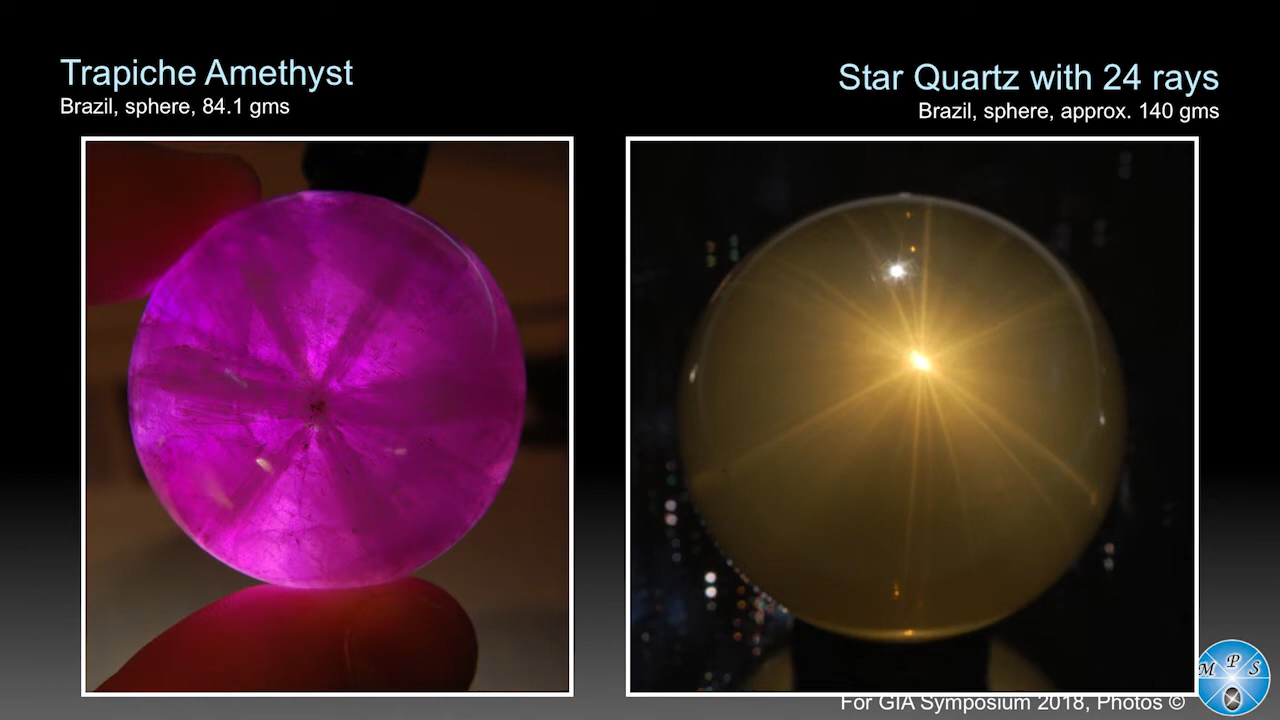 Trapiche Amethyst
Brazil, sphere, 84.1 gms
Star Quartz with 24 rays
Brazil, sphere, approx. 140 gms
For GIA Symposium 2018, Photos ©
M P S